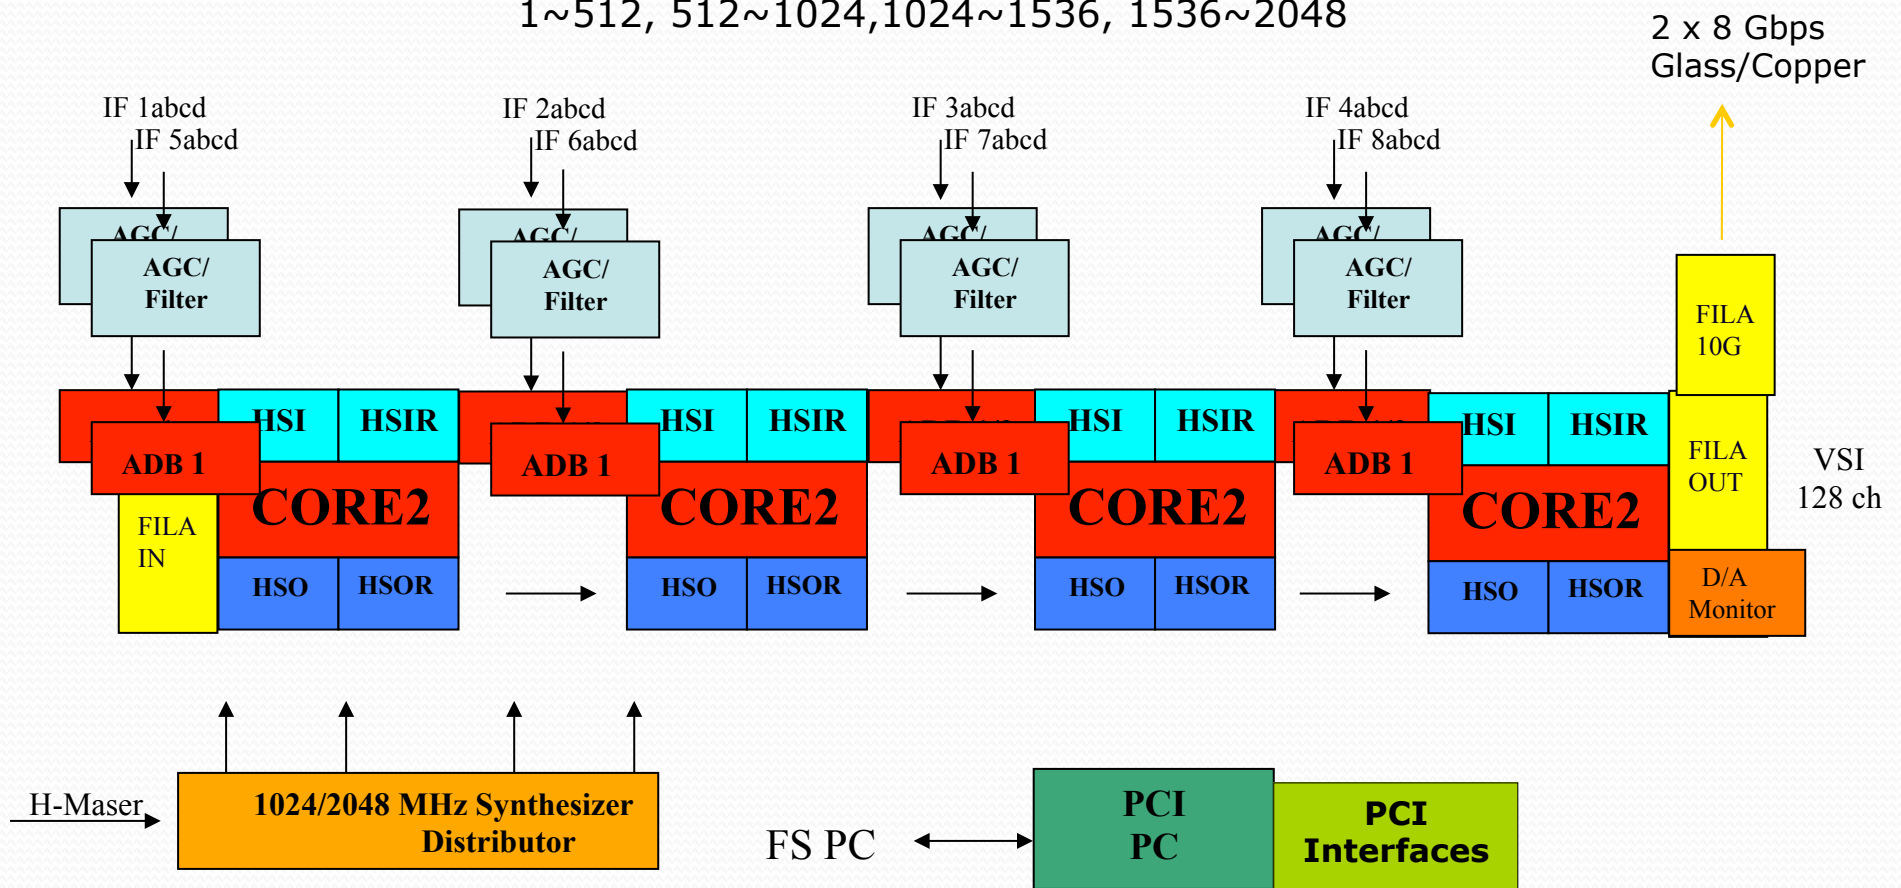 1~512, 512~1024,1024~1536, 1536~2048
2 x 8 Gbps
Glass/Copper
IF 1abcd
IF 5abcd
IF 2abcd
IF 6abcd
IF 3abcd
IF 7abcd
IF 4abcd
IF 8abcd
AGC/
AGC/
Filter
AGC/
AGC/
Filter
AGC/
AGC/
Filter
AGC/
AGC/
Filter
FILA
10G
HSI
HSIR
HSI
HSIR
HSI
HSIR
HSI
HSIR
ADB 1
ADB 1
ADB 1
ADB 1
FILA
OUT
VSI
128 ch
FILA
IN
CORE2
CORE2
CORE2
CORE2
HSO
HSOR
HSO
HSOR
HSO
HSOR
HSO
HSOR
D/A
Monitor
H-Maser
1024/2048 MHz Synthesizer
Distributor
FS PC
PCI
PC
PCI
Interfaces